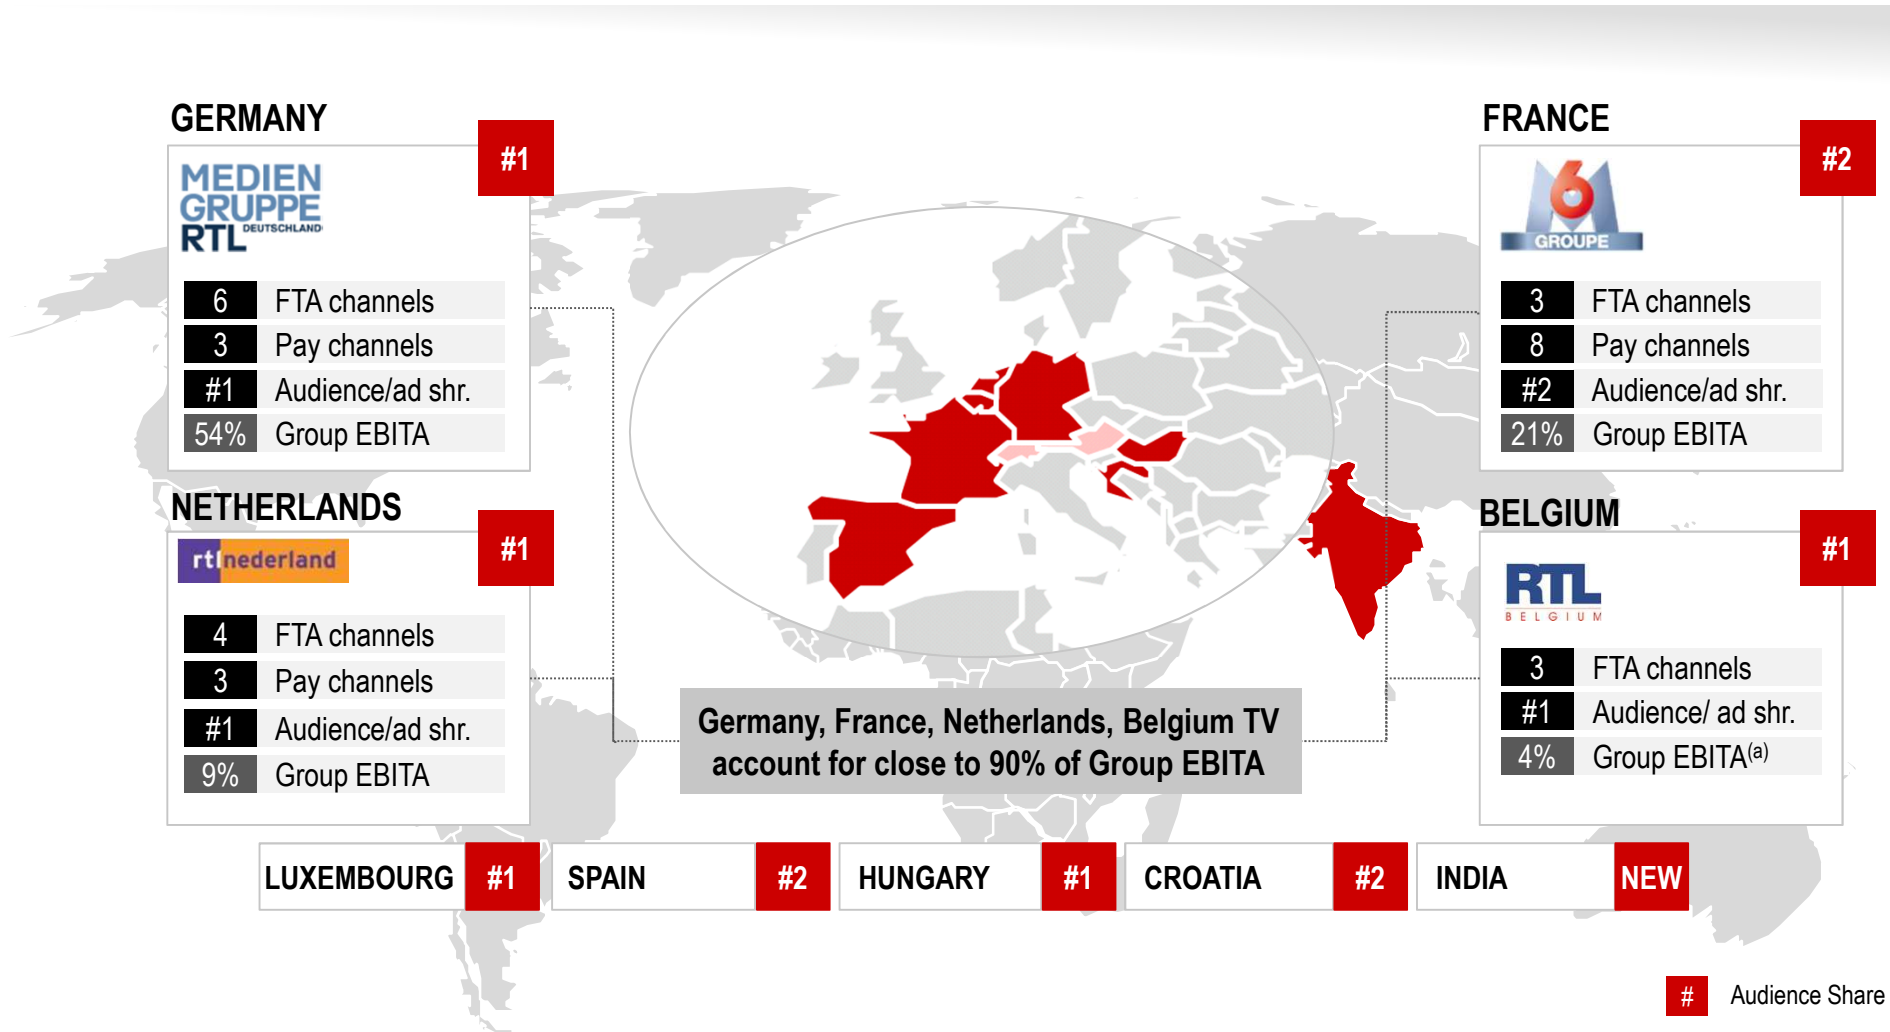 GERMANY
#1
MEDIEN
GRUPPE
RTL DEUTSCHLAND
6 FTA channels
3 Pay channels
#1 Audience/ad shr.
54% Group EBITA
FRANCE
#2
M6
GROUPE
3 FTA channels
8 Pay channels
#2 Audience/ad shr.
21% Group EBITA
NETHERLANDS
#1
rtl nederland
4 FTA channels
3 Pay channels
#1 Audience/ad shr.
9% Group EBITA
BELGIUM
#1
RTL
BELGIUM
3 FTA channels
#1 Audience/ ad shr.
4% Group EBITA(a)
Germany, France, Netherlands, Belgium TV
account for close to 90% of Group EBITA
LUXEMBOURG #1
SPAIN #2
HUNGARY #1
CROATIA #2
INDIA NEW
# Audience Share